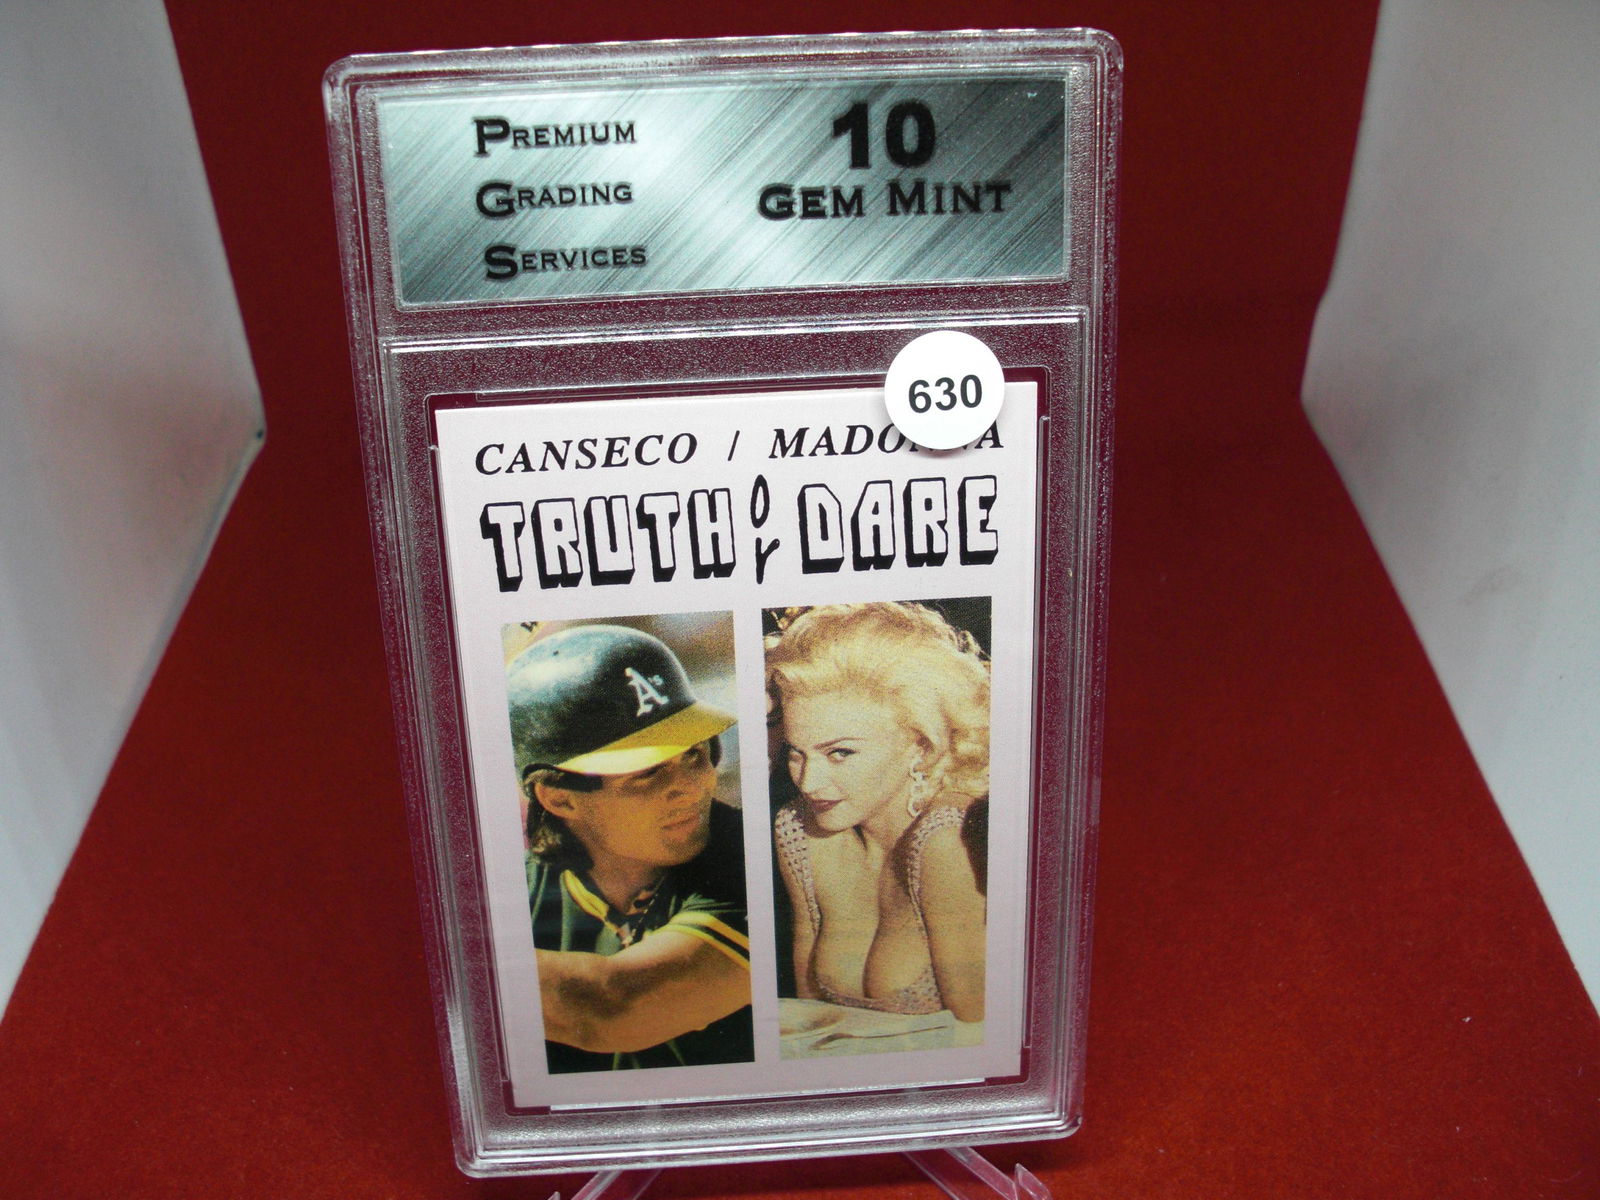 PREMIUM
GRADING
SERVICES
10
GEM MINT
630
CANSECO /
TRUTH or DARE
A's